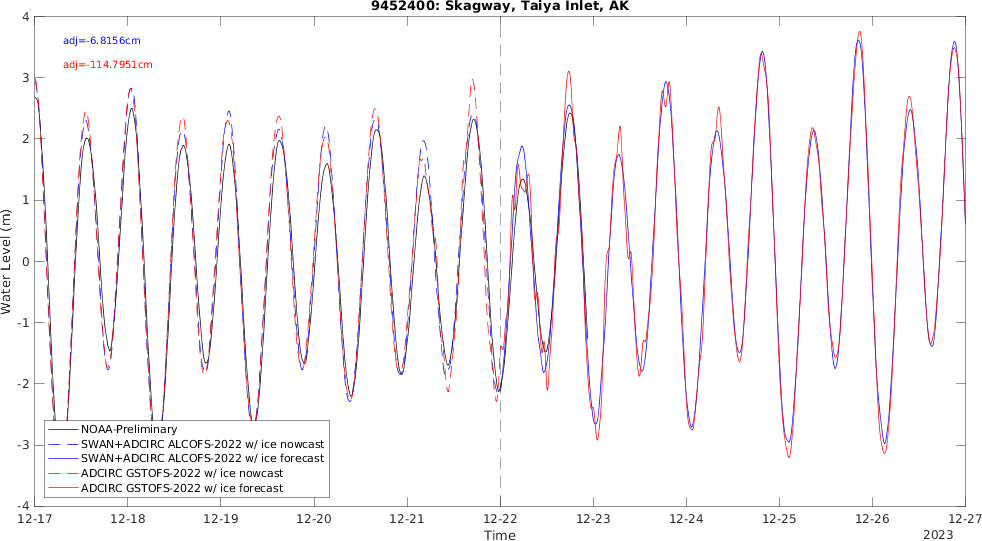 9452400: Skagway, Taiya Inlet, AK
adj=-6.8156cm
adj=-114.7951cm
Water Level (m)
4
3
2
1
0
-1
-2
-3
-4
NOAA-Preliminary
SWAN+ADCIRC ALCOFS-2022 w/ ice nowcast
SWAN+ADCIRC ALCOFS-2022 w/ ice forecast
ADCIRC GSTOFS-2022 w/ ice nowcast
ADCIRC GSTOFS-2022 w/ ice forecast
12-17 12-18 12-19 12-20 12-21 12-22 12-23 12-24 12-25 12-26 12-27
Time
2023